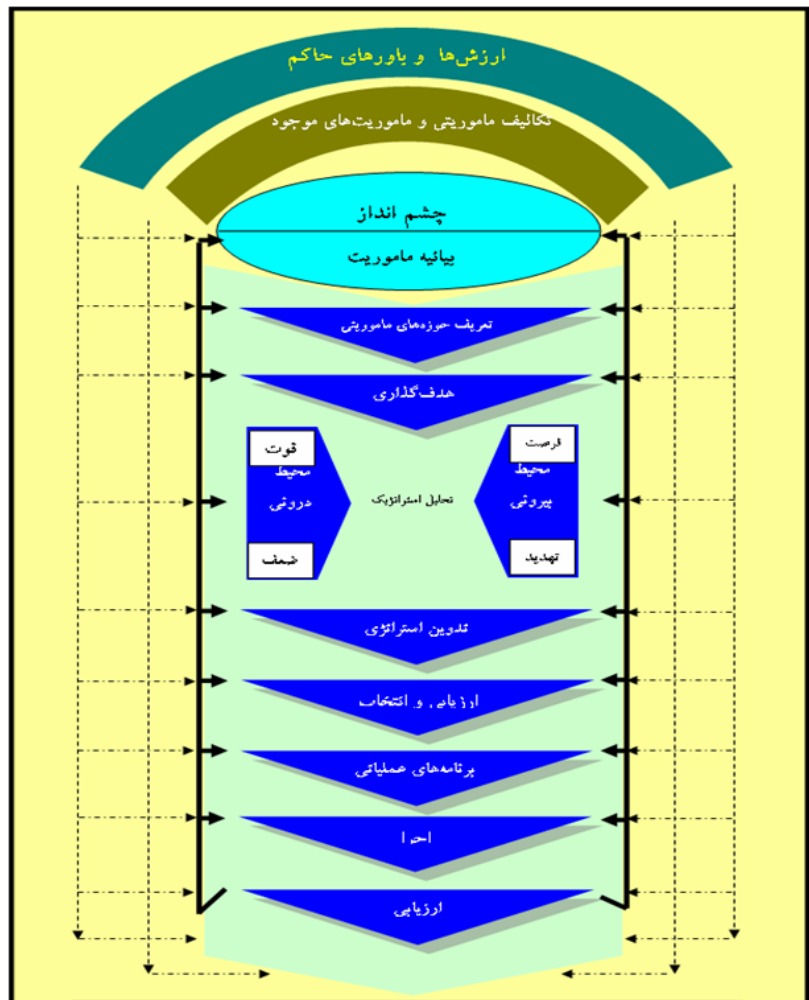 ارزش‌ها و باورهای حاکم
تکالیف ماموریتی و ماموریت‌های موجود
چشم انداز
بیانیه ماموریت
تعریف حوزه‌های ماموریتی
هدف‌گذاری
فرصت
محیط
بیرونی
تهدید
تحلیل استراتژیک
قوت
محیط
درونی
ضعف
تدوین استراتژی
ارزیابی و انتخاب
برنامه‌های عملیاتی
اجرا
ارزیابی